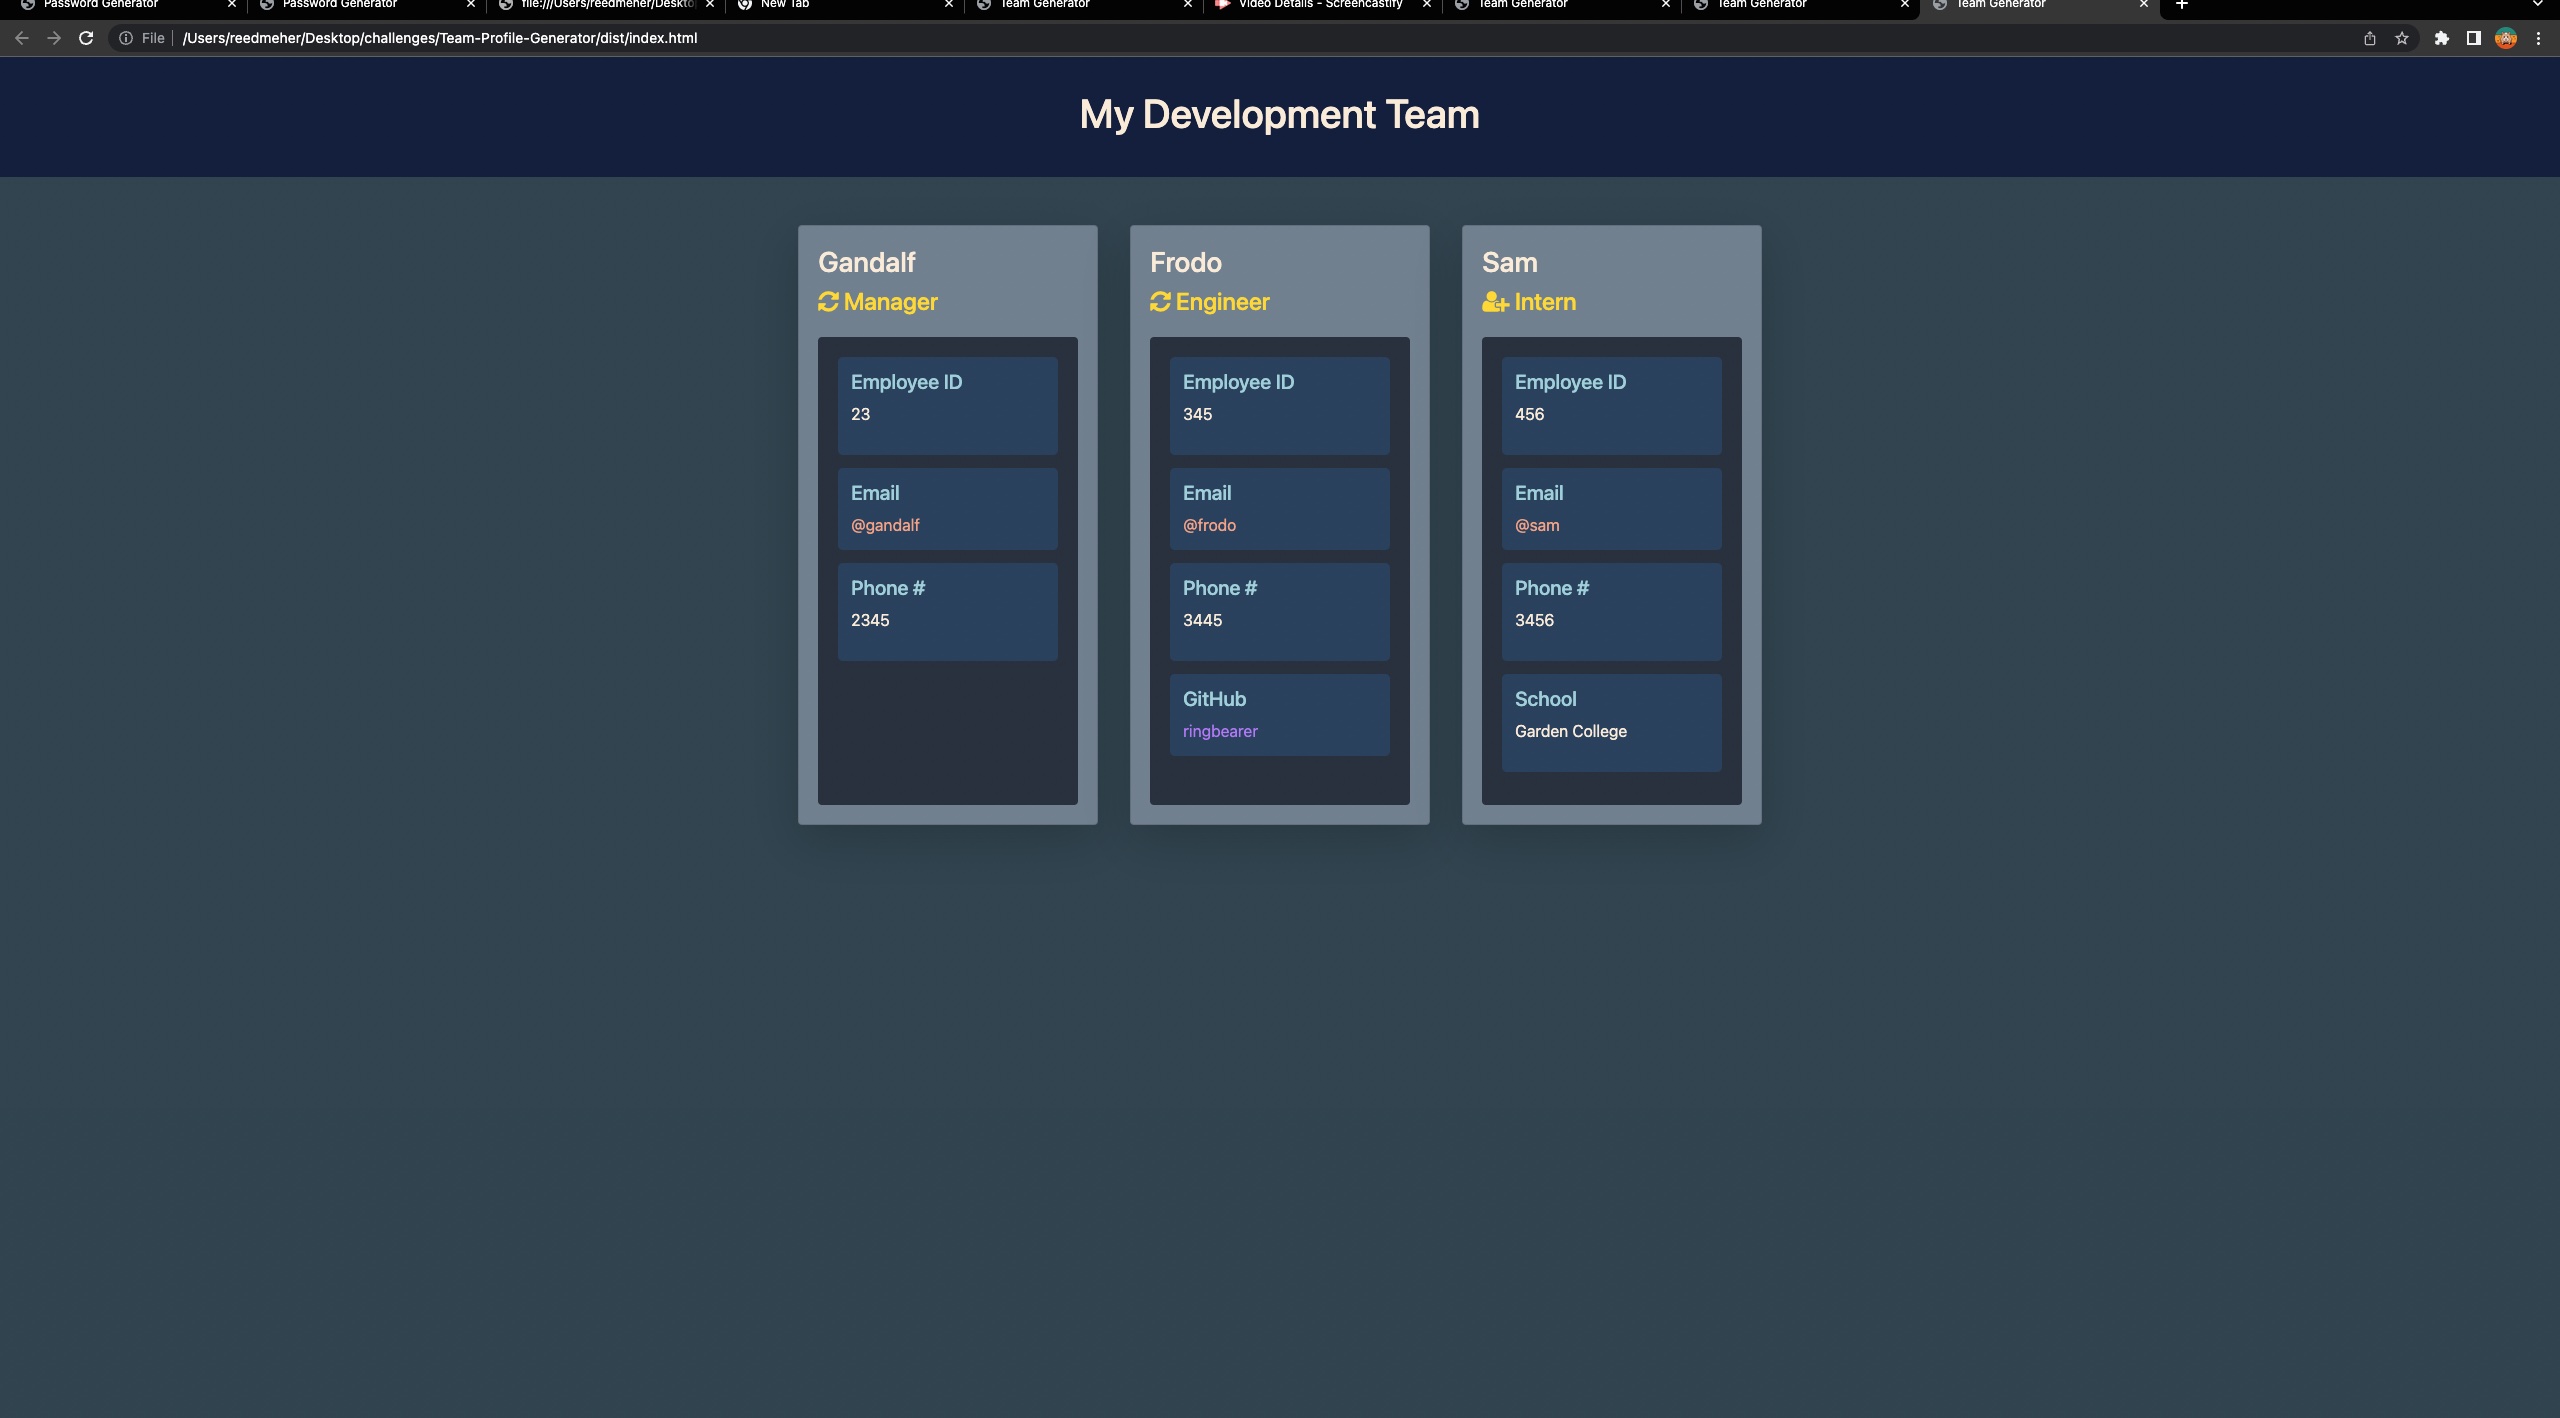 Password Generator
Password Generator
file:///Users/reedmeher/Deskto
New Tab
Team Generator
Video Details - Screencastify
Team Generator
Team Generator
Team Generator
File
/Users/reedmeher/Desktop/challenges/Team-Profile-Generator/dist/index.html
My Development Team
Gandalf
Manager
Employee ID
23
Email
@gandalf
Phone #
2345
Frodo
Engineer
Employee ID
345
Email
@frodo
Phone #
3445
GitHub
ringbearer
Sam
Intern
Employee ID
456
Email
@sam
Phone #
3456
School
Garden College